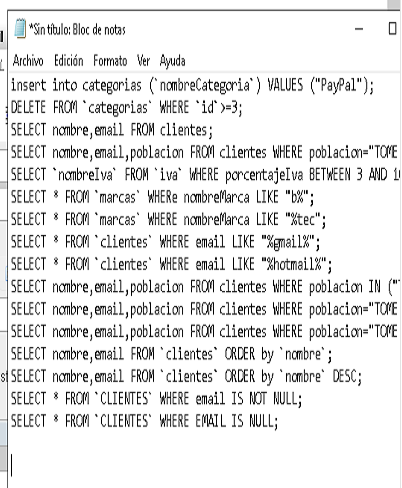 *Sin título: Bloc de notas
Archivo Edición Formato Ver Ayuda
insert into categorias (`nombreCategoria`) VALUES ("PayPal");
DELETE FROM `categorias` WHERE `id`>=3;
SELECT nombre,email FROM clientes;
SELECT nombre,email,poblacion FROM clientes WHERE poblacion="TOME
SELECT `nombreIva` FROM `iva` WHERE porcentajeIva BETWEEN 3 AND 1
SELECT * FROM `marcas` WHERe nombreMarca LIKE "b%";
SELECT * FROM `marcas` WHERE nombreMarca LIKE "%tec";
SELECT * FROM `clientes` WHERE email LIKE "%gmail%";
SELECT * FROM `clientes` WHERE email LIKE "%hotmail%";
SELECT nombre,email,poblacion FROM clientes WHERE poblacion IN ("T
SELECT nombre,email,poblacion FROM clientes WHERE poblacion="TOME
SELECT nombre,email,poblacion FROM clientes WHERE poblacion="TOME
SELECT nombre,email FROM `clientes` ORDER by `nombre`;
SELECT nombre,email FROM `clientes` ORDER by `nombre` DESC;
SELECT * FROM `CLIENTES` WHERE email IS NOT NULL;
SELECT * FROM `CLIENTES` WHERE EMAIL IS NULL;